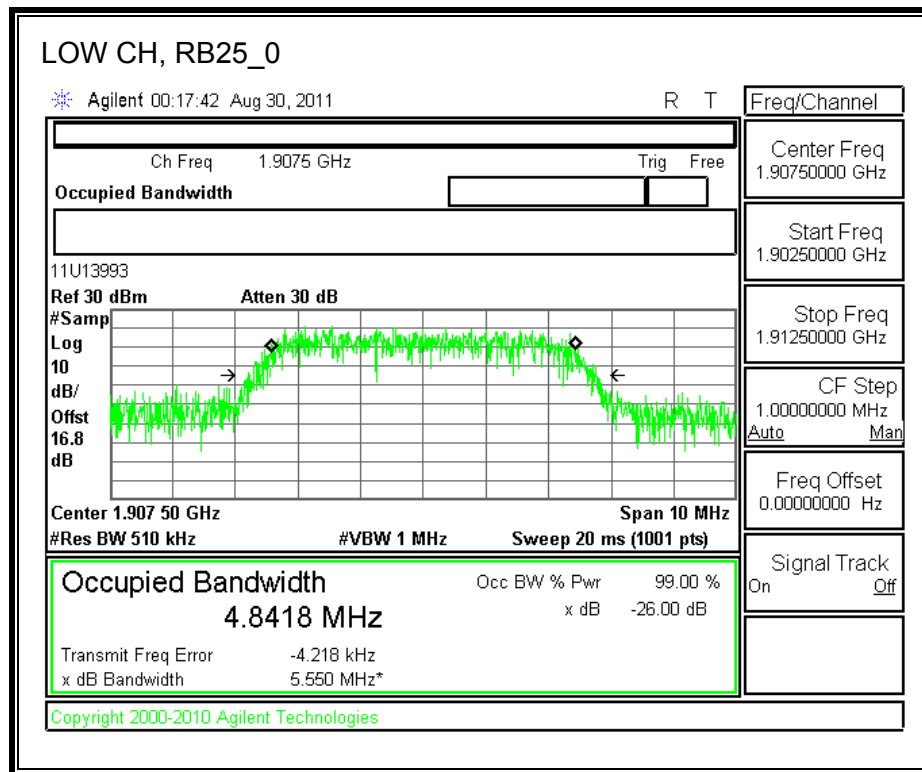 LOW CH, RB25_0
Agilent 00:17:42 Aug 30, 2011
R T
Freq/Channel
Ch Freq 1.9075 GHz
Trig Free
Occupied Bandwidth
Center Freq
1.90750000 GHz
Start Freq
1.90250000 GHz
11U13993
Ref 30 dBm
Atten 30 dB
#Samp
Log
10
dB/
Offst
16.8
dB
Stop Freq
1.91250000 GHz
CF Step
1.00000000 MHz
Auto Man
Freq Offset
0.00000000 Hz
Center 1.907 50 GHz
Span 10 MHz
#Res BW 510 kHz
#VBW 1 MHz
Sweep 20 ms (1001 pts)
Signal Track
On Off
Occupied Bandwidth
4.8418 MHz
Occ BW % Pwr 99.00 %
x dB -26.00 dB
Transmit Freq Error -4.218 kHz
x dB Bandwidth 5.550 MHz*
Copyright 2000-2010 Agilent Technologies